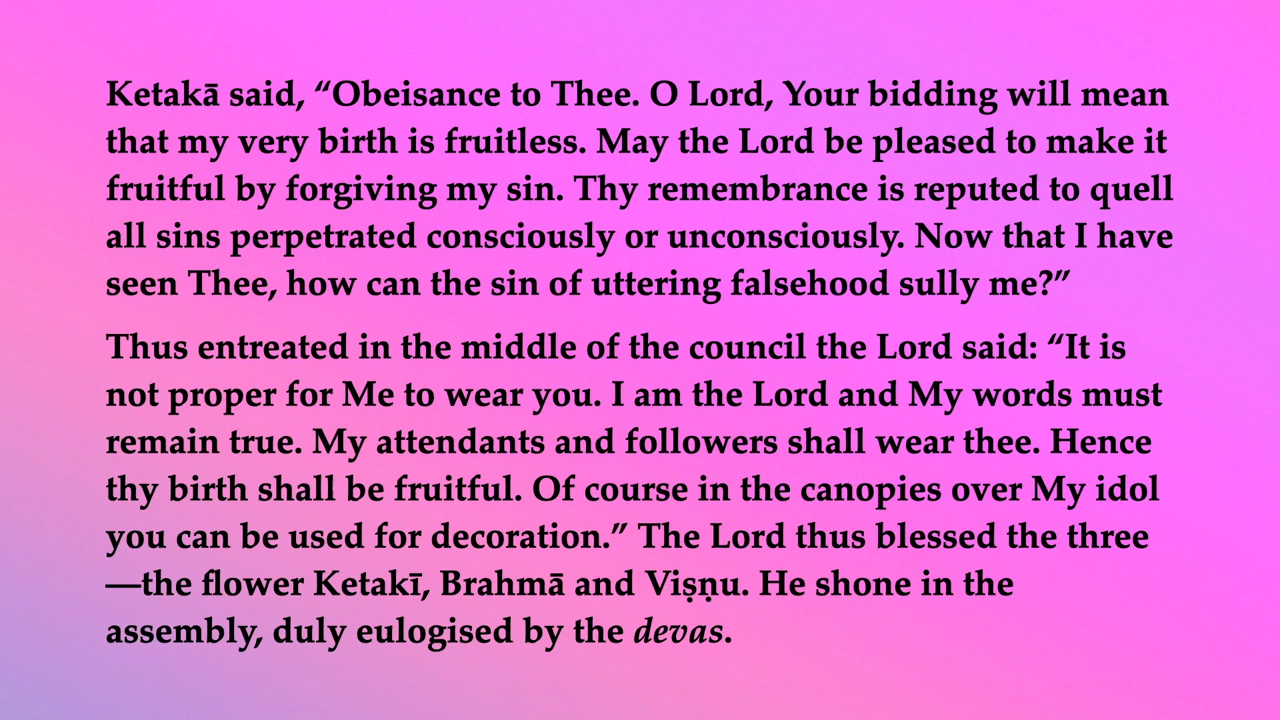 Ketakā said, “Obeisance to Thee. O Lord, Your bidding will mean
that my very birth is fruitless. May the Lord be pleased to make it
fruitful by forgiving my sin. Thy remembrance is reputed to quell
all sins perpetrated consciously or unconsciously. Now that I have
seen Thee, how can the sin of uttering falsehood sully me?”
Thus entreated in the middle of the council the Lord said: “It is
not proper for Me to wear you. I am the Lord and My words must
remain true. My attendants and followers shall wear thee. Hence
thy birth shall be fruitful. Of course in the canopies over My idol
you can be used for decoration.” The Lord thus blessed the three
—the flower Ketakī, Brahmā and Viṣṇu. He shone in the
assembly, duly eulogised by the devas.